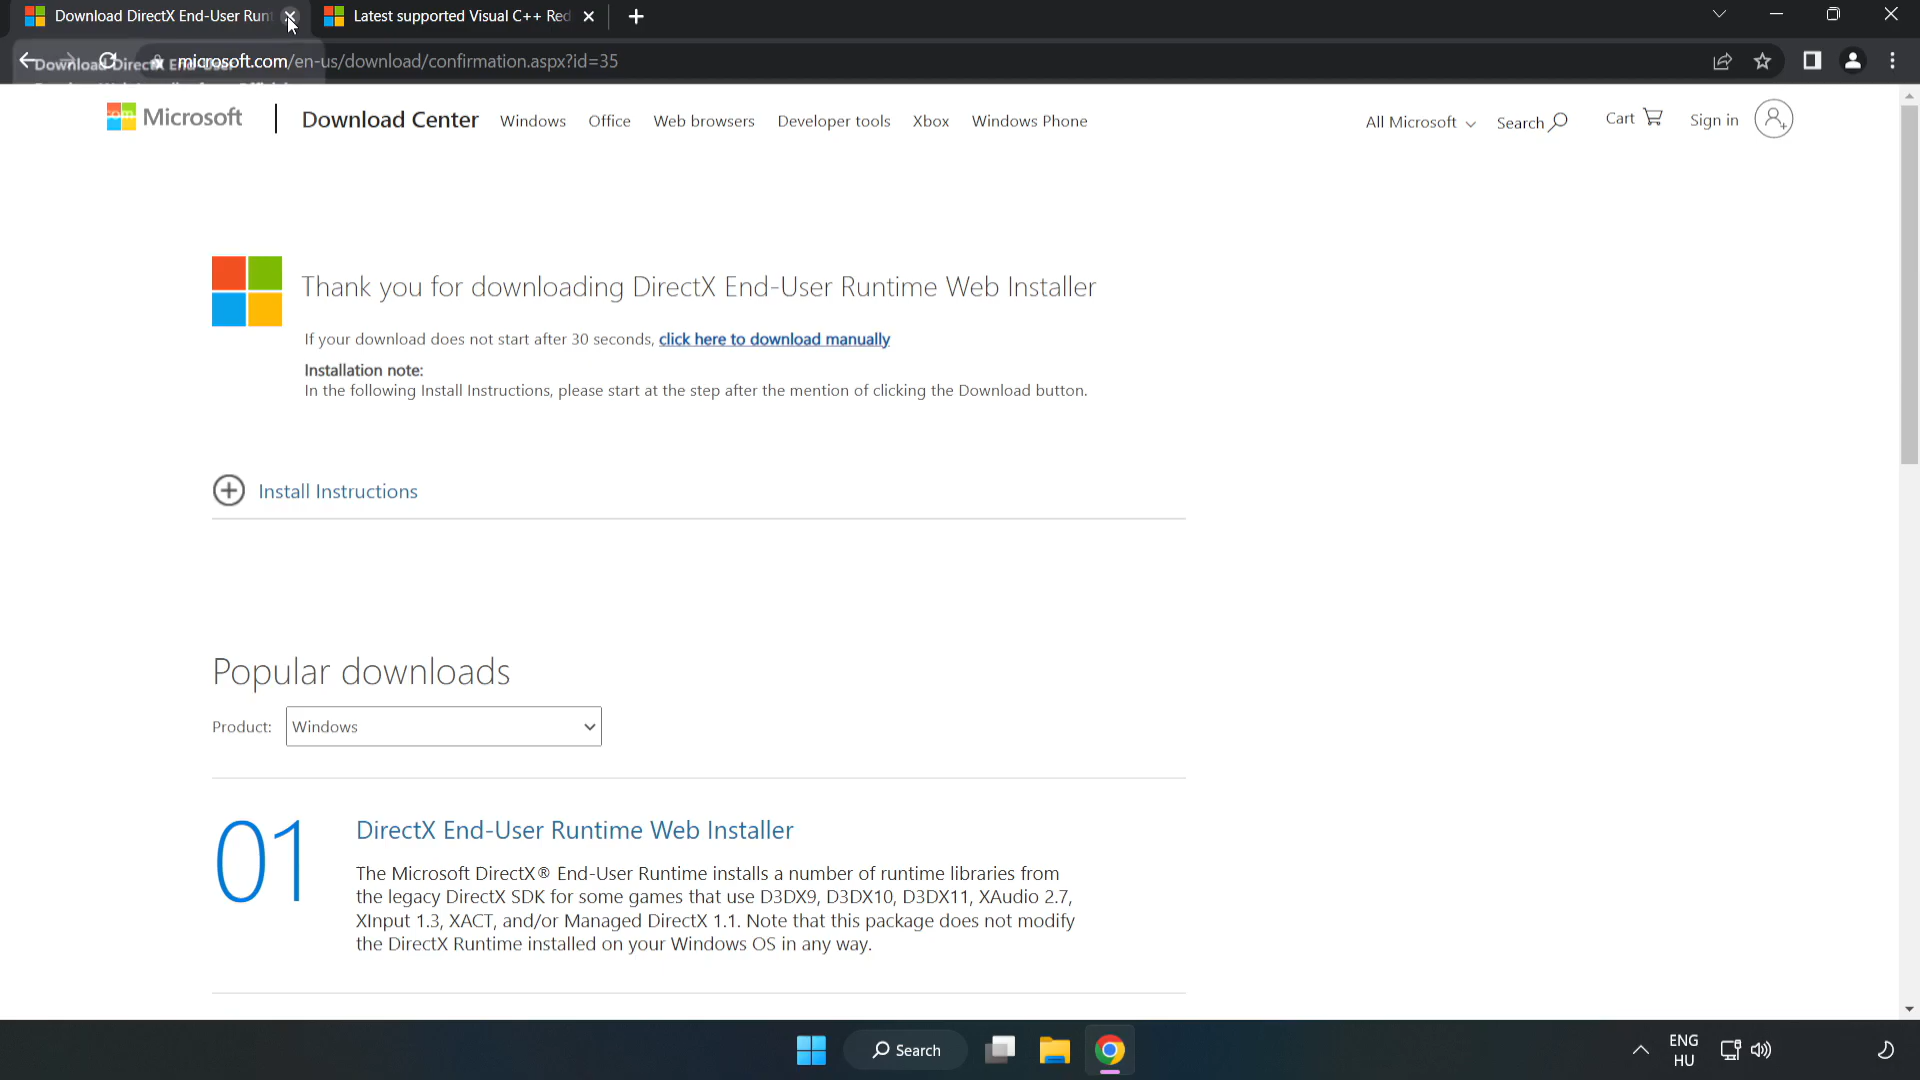 Download DirectX End-User Runt
Latest supported Visual C++ Red
microsoft.com/en-us/download/confirmation.aspx?id=35
Download DirectX End-User
Microsoft
Download Center
Windows
Office
Web browsers
Developer tools
Xbox
Windows Phone
All Microsoft
Search
Cart
Sign in
Thank you for downloading DirectX End-User Runtime Web Installer
If your download does not start after 30 seconds, click here to download manually
Installation note:
In the following Install Instructions, please start at the step after the mention of clicking the Download button.
Install Instructions
Popular downloads
Product: Windows
01
DirectX End-User Runtime Web Installer
The Microsoft DirectX® End-User Runtime installs a number of runtime libraries from
the legacy DirectX SDK for some games that use D3DX9, D3DX10, D3DX11, XAudio 2.7,
XInput 1.3, XACT, and/or Managed DirectX 1.1. Note that this package does not modify
the DirectX Runtime installed on your Windows OS in any way.
Search
ENG
HU